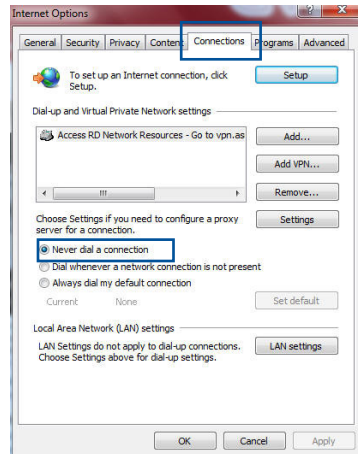 Internet Options
General Security Privacy Content Connections Programs Advanced
To set up an Internet connection, click
Setup.
Setup
Dial-up and Virtual Private Network settings
Access RD Network Resources - Go to vpn.as
Add...
Add VPN...
Remove...
Choose Settings if you need to configure a proxy
server for a connection.
Settings
Never dial a connection
Dial whenever a network connection is not present
Always dial my default connection
Current None
Set default
Local Area Network (LAN) settings
LAN Settings do not apply to dial-up connections.
Choose Settings above for dial-up settings.
LAN settings
OK Cancel Apply